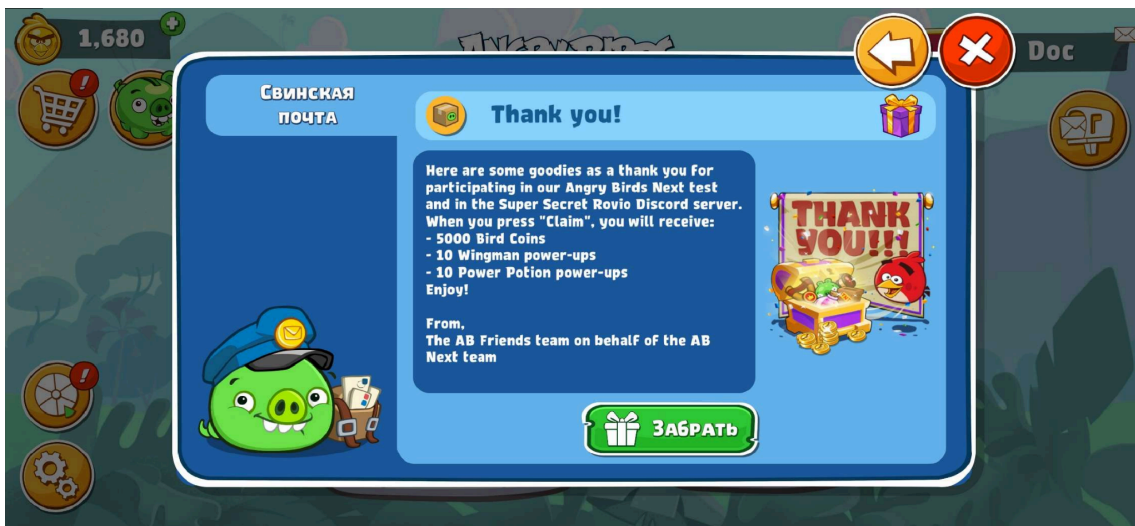 1,680
ANGRY BIRDS
Doc
Свинская
почта
Thank you!
Here are some goodies as a thank you for
participating in our Angry Birds Next test
and in the Super Secret Rovio Discord server.
When you press "Claim", you will receive:
- 5000 Bird Coins
- 10 Wingman power-ups
- 10 Power Potion power-ups
Enjoy!
From,
The AB Friends team on behalf of the AB
Next team
THANK
YOU!!!
Забрать